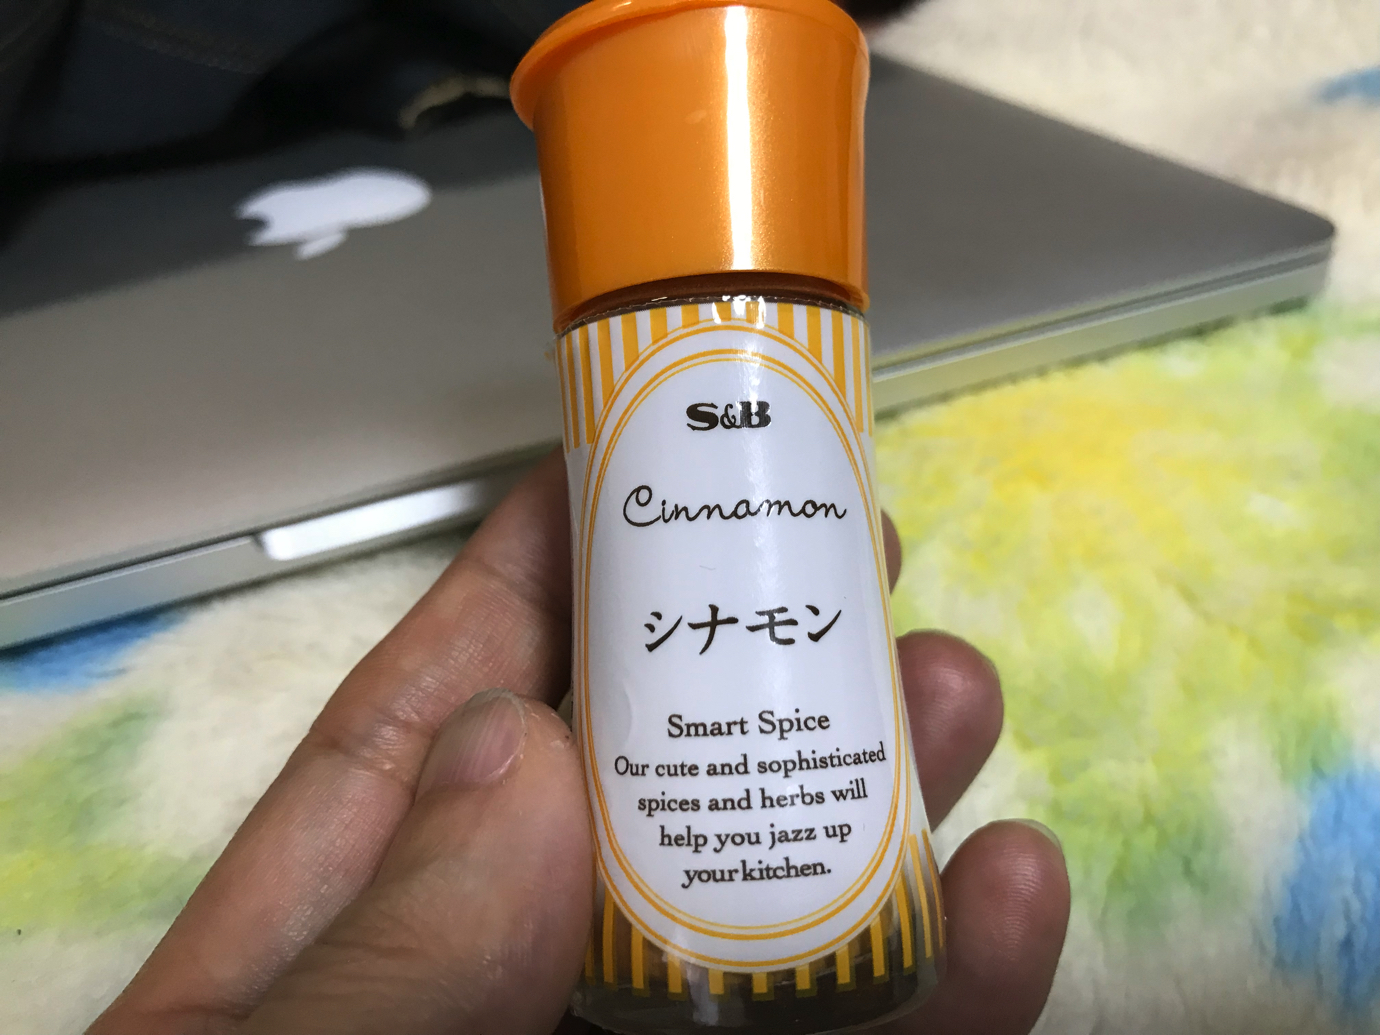 S&B
Cinnamon
シナモン
Smart Spice
Our cute and sophisticated
spices and herbs will
help you jazz up
your kitchen.